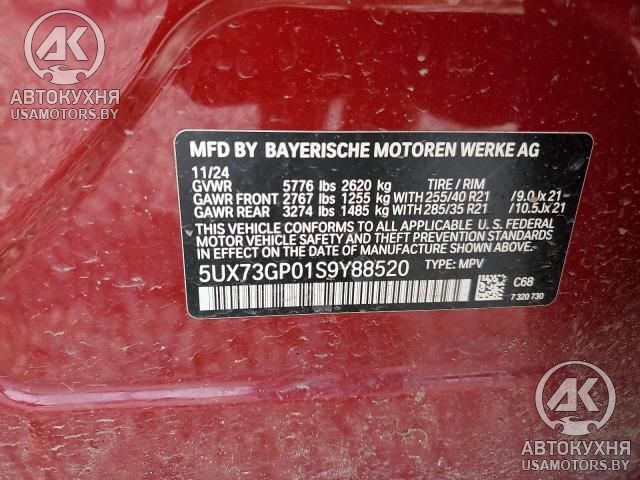 AK
АВТОКУХНЯ
USAMOTORS.BY
MFD BY BAYERISCHE MOTOREN WERKE AG
11/24
GVWR 5776 lbs 2620 kg TIRE / RIM
GAWR FRONT 2767 lbs 1255 kg WITH 255/40 R21 /9.0Jx21
GAWR REAR 3274 lbs 1485 kg WITH 285/35 R21 /10.5Jx21
THIS VEHICLE CONFORMS TO ALL APPLICABLE U.S. FEDERAL
MOTOR VEHICLE SAFETY, BUMPER, AND THEFT PREVENTION STANDARDS
IN EFFECT ON THE DATE OF MANUFACTURE SHOWN ABOVE.
5UX73GP01S9Y88520 TYPE: MPV
C68
7 320 730
AK
АВТОКУХНЯ
USAMOTORS.BY